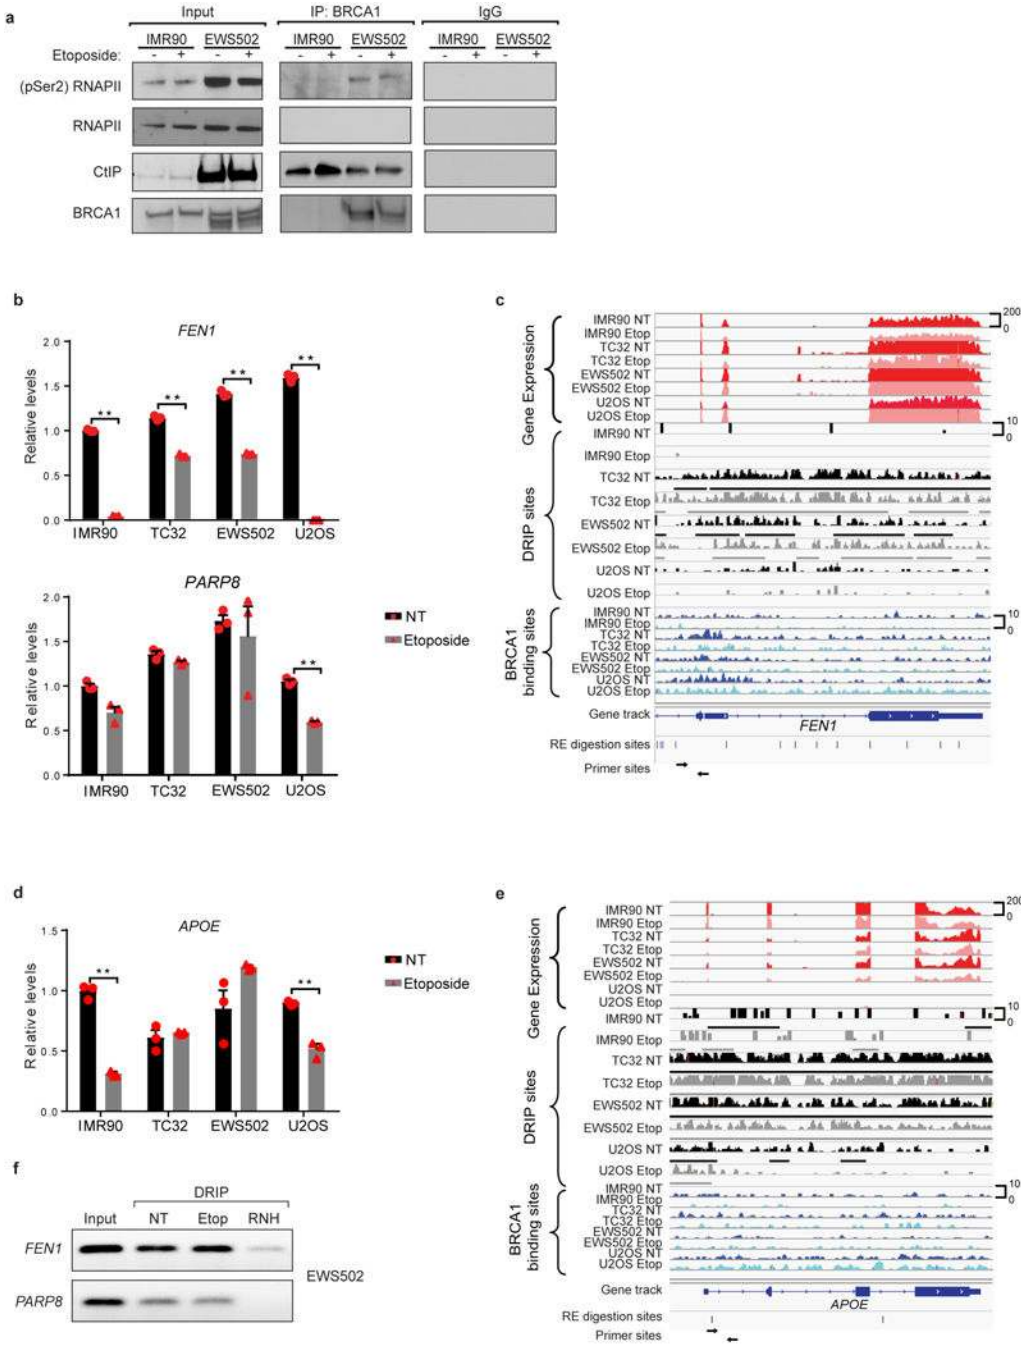 a
Input IP: BRCA1 IgG
IMR90 EWS502 IMR90 EWS502 IMR90 EWS502
Etoposide: - + - + - + - + - + - +
(pSer2) RNAPII
RNAPII
CtIP
BRCA1
b
FEN1
Relative levels
2.0
1.5
1.0
0.5
0.0
** ** ** **
IMR90 TC32 EWS502 U2OS
PARP8
Relative levels
2.0
1.5
1.0
0.5
0.0
**
IMR90 TC32 EWS502 U2OS
NT
Etoposide
c
Gene Expression
IMR90 NT
IMR90 Etop
TC32 NT
TC32 Etop
EWS502 NT
EWS502 Etop
U2OS NT
U2OS Etop
200
0
DRIP sites
IMR90 NT
IMR90 Etop
TC32 NT
TC32 Etop
EWS502 NT
EWS502 Etop
U2OS NT
U2OS Etop
10
0
BRCA1
binding sites
IMR90 NT
IMR90 Etop
TC32 NT
TC32 Etop
EWS502 NT
EWS502 Etop
U2OS NT
U2OS Etop
10
0
Gene track
FEN1
RE digestion sites
Primer sites
d
APOE
Relative levels
1.5
1.0
0.5
0.0
** **
IMR90 TC32 EWS502 U2OS
NT
Etoposide
e
Gene Expression
IMR90 NT
IMR90 Etop
TC32 NT
TC32 Etop
EWS502 NT
EWS502 Etop
U2OS NT
U2OS Etop
200
0
DRIP sites
IMR90 NT
IMR90 Etop
TC32 NT
TC32 Etop
EWS502 NT
EWS502 Etop
U2OS NT
U2OS Etop
10
0
BRCA1
binding sites
IMR90 NT
IMR90 Etop
TC32 NT
TC32 Etop
EWS502 NT
EWS502 Etop
U2OS NT
U2OS Etop
10
0
Gene track
APOE
RE digestion sites
Primer sites
f
DRIP
Input NT Etop RNH
FEN1
PARP8
EWS502